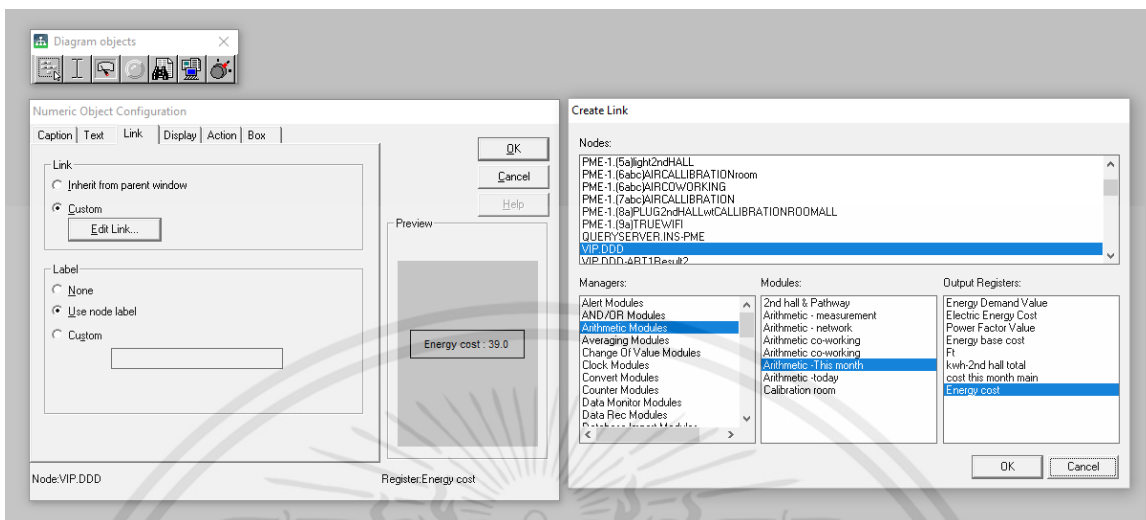 Diagram objects
Numeric Object Configuration
Caption Text Link Display Action Box
Link
Inherit from parent window
Custom
Edit Link...
Label
None
Use node label
Custom
OK
Cancel
Help
Preview
Energy cost : 39.0
Node:VIP.DDD
Register:Energy cost
Create Link
Nodes:
PME-1.(5a)light2ndHALL
PME-1.(6abc)AIRCALLIBRATIONroom
PME-1.(6abc)AIRCOWORKING
PME-1.(7abc)AIRCALLIBRATION
PME-1.(8a)PLUG2ndHALLwtCALLIBRATIONROOMALL
PME-1.(9a)TRUEWIFI
QUERYSERVER.INS-PME
VIP.DDD
VIP.DDD-ART1Result2
Managers:
Alert Modules
AND/OR Modules
Arithmetic Modules
Averaging Modules
Change Of Value Modules
Clock Modules
Convert Modules
Counter Modules
Data Monitor Modules
Data Rec Modules
Database Import Modules
Modules:
2nd hall & Pathway
Arithmetic - measurement
Arithmetic - network
Arithmetic co-working
Arithmetic co-working
Arithmetic -This month
Arithmetic -today
Calibration room
Output Registers:
Energy Demand Value
Electric Energy Cost
Power Factor Value
Energy base cost
Ft
kwh-2nd hall total
cost this month main
Energy cost
OK
Cancel